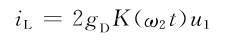 i_L = 2g_D K(ω_2 t)u_1